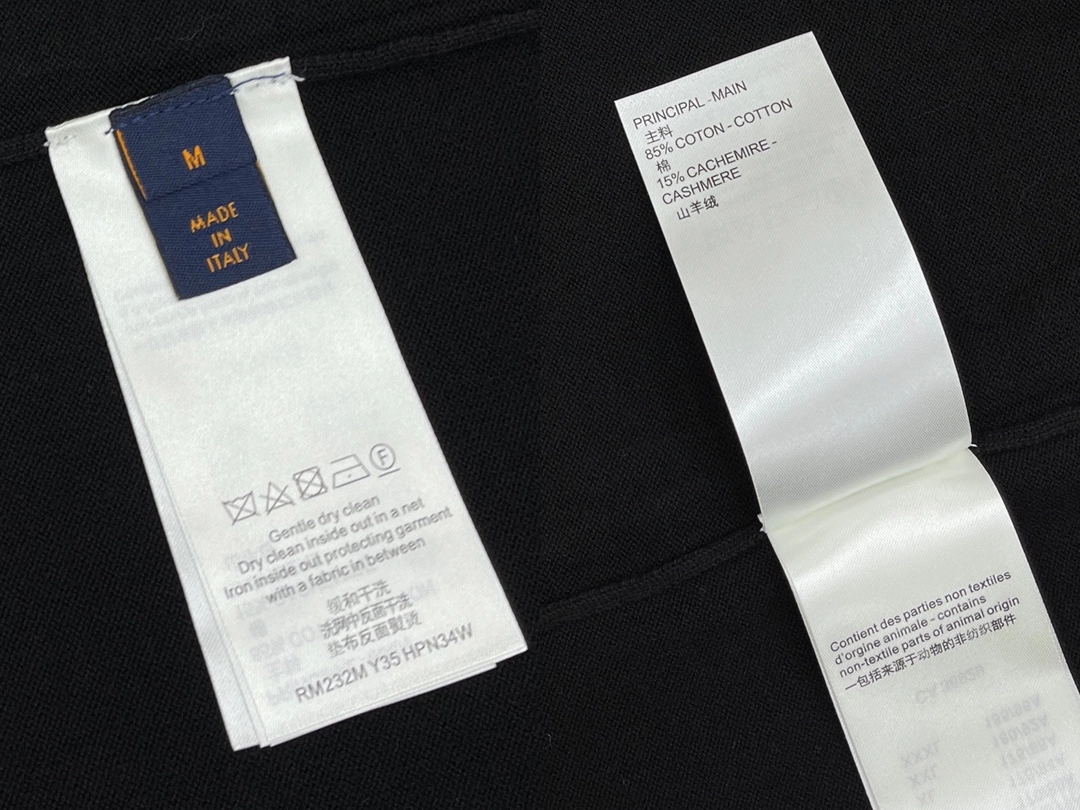 M
MADE
IN
ITALY
F
Gentle dry clean
Dry clean inside out in a net
Iron inside out protecting garment
with a fabric in between
缓和干洗
洗网中反面干洗
垫布反面熨烫
RM232M Y35 HPN34W
PRINCIPAL - MAIN
主料
85% COTON - COTTON
棉
15% CACHEMIRE -
CASHMERE
山羊绒
Contient des parties non textiles
d'orgine animale - contains
non-textile parts of animal origin
一包括来源于动物的非纺织部件